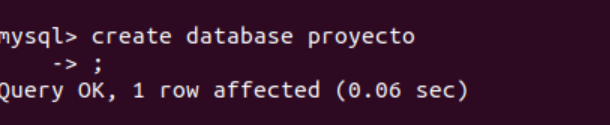 mysql> create database proyecto
-> ;
Query OK, 1 row affected (0.06 sec)